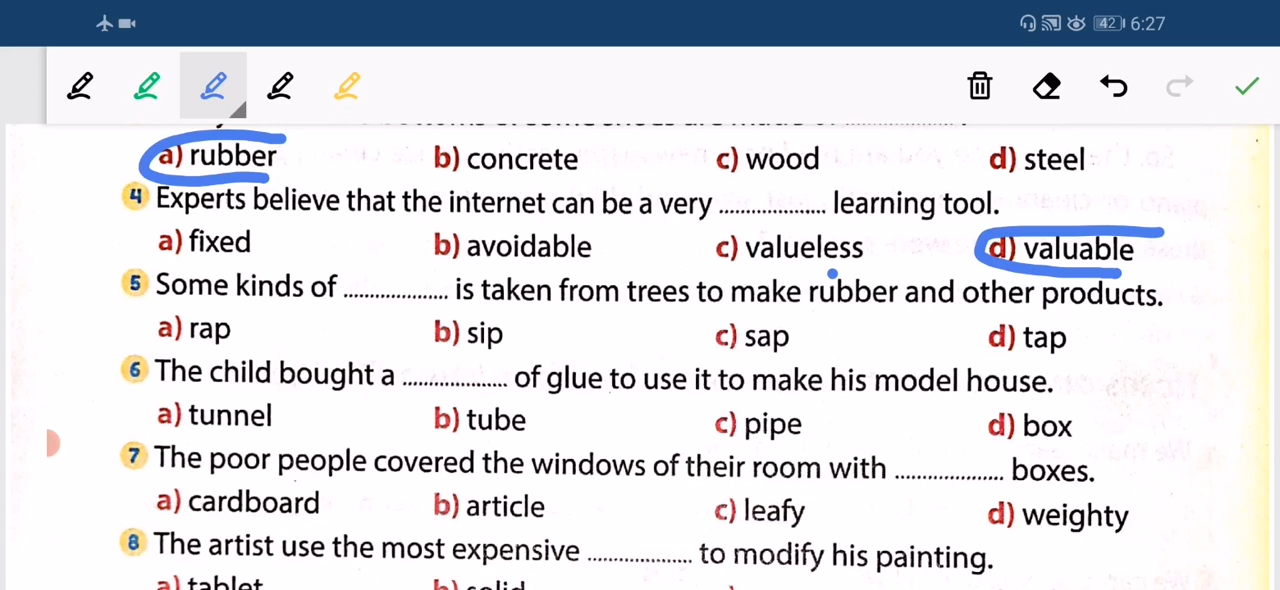 42 6:27
a) rubber b) concrete c) wood d) steel
4 Experts believe that the internet can be a very .................. learning tool.
a) fixed b) avoidable c) valueless d) valuable
5 Some kinds of .................. is taken from trees to make rubber and other products.
a) rap b) sip c) sap d) tap
6 The child bought a .................. of glue to use it to make his model house.
a) tunnel b) tube c) pipe d) box
7 The poor people covered the windows of their room with .................. boxes.
a) cardboard b) article c) leafy d) weighty
8 The artist use the most expensive .................. to modify his painting.
a) tablet b) solid